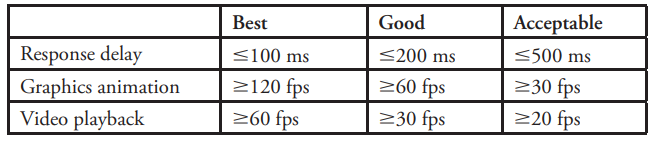 Best Good Acceptable
Response delay ≤100 ms ≤200 ms ≤500 ms
Graphics animation ≥120 fps ≥60 fps ≥30 fps
Video playback ≥60 fps ≥30 fps ≥20 fps